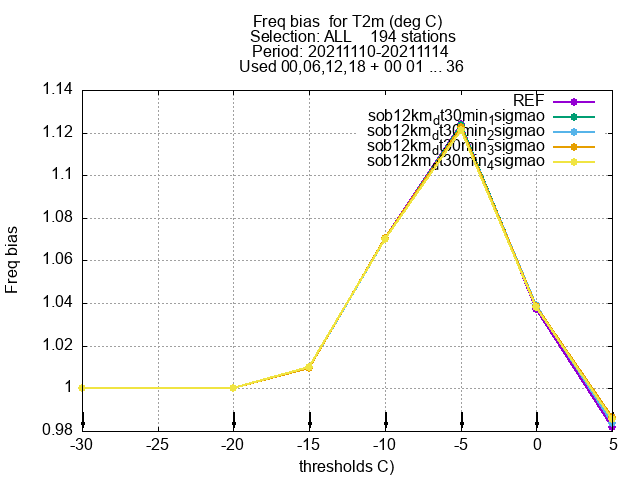 Freq bias  for T2m (deg C)
Selection: ALL    194 stations
Period: 20211110-20211114
Used 00,06,12,18 + 00 01 ... 36
REF
sob12km_dt30min_1sigmao
sob12km_dt30min_2sigmao
sob12km_dt30min_3sigmao
sob12km_dt30min_4sigmao
1.14
1.12
1.1
1.08
1.06
1.04
1.02
1
0.98
Freq bias
-30 -25 -20 -15 -10 -5 0 5
thresholds C)